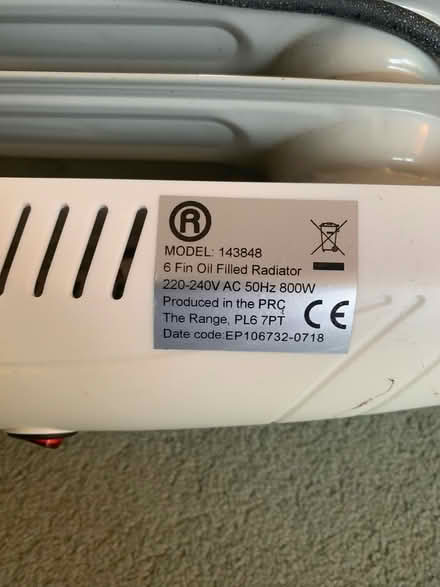 R
MODEL: 143848
6 Fin Oil Filled Radiator
220-240V AC 50Hz 800W
Produced in the PRC
The Range, PL6 7PT
CE
Date code:EP106732-0718